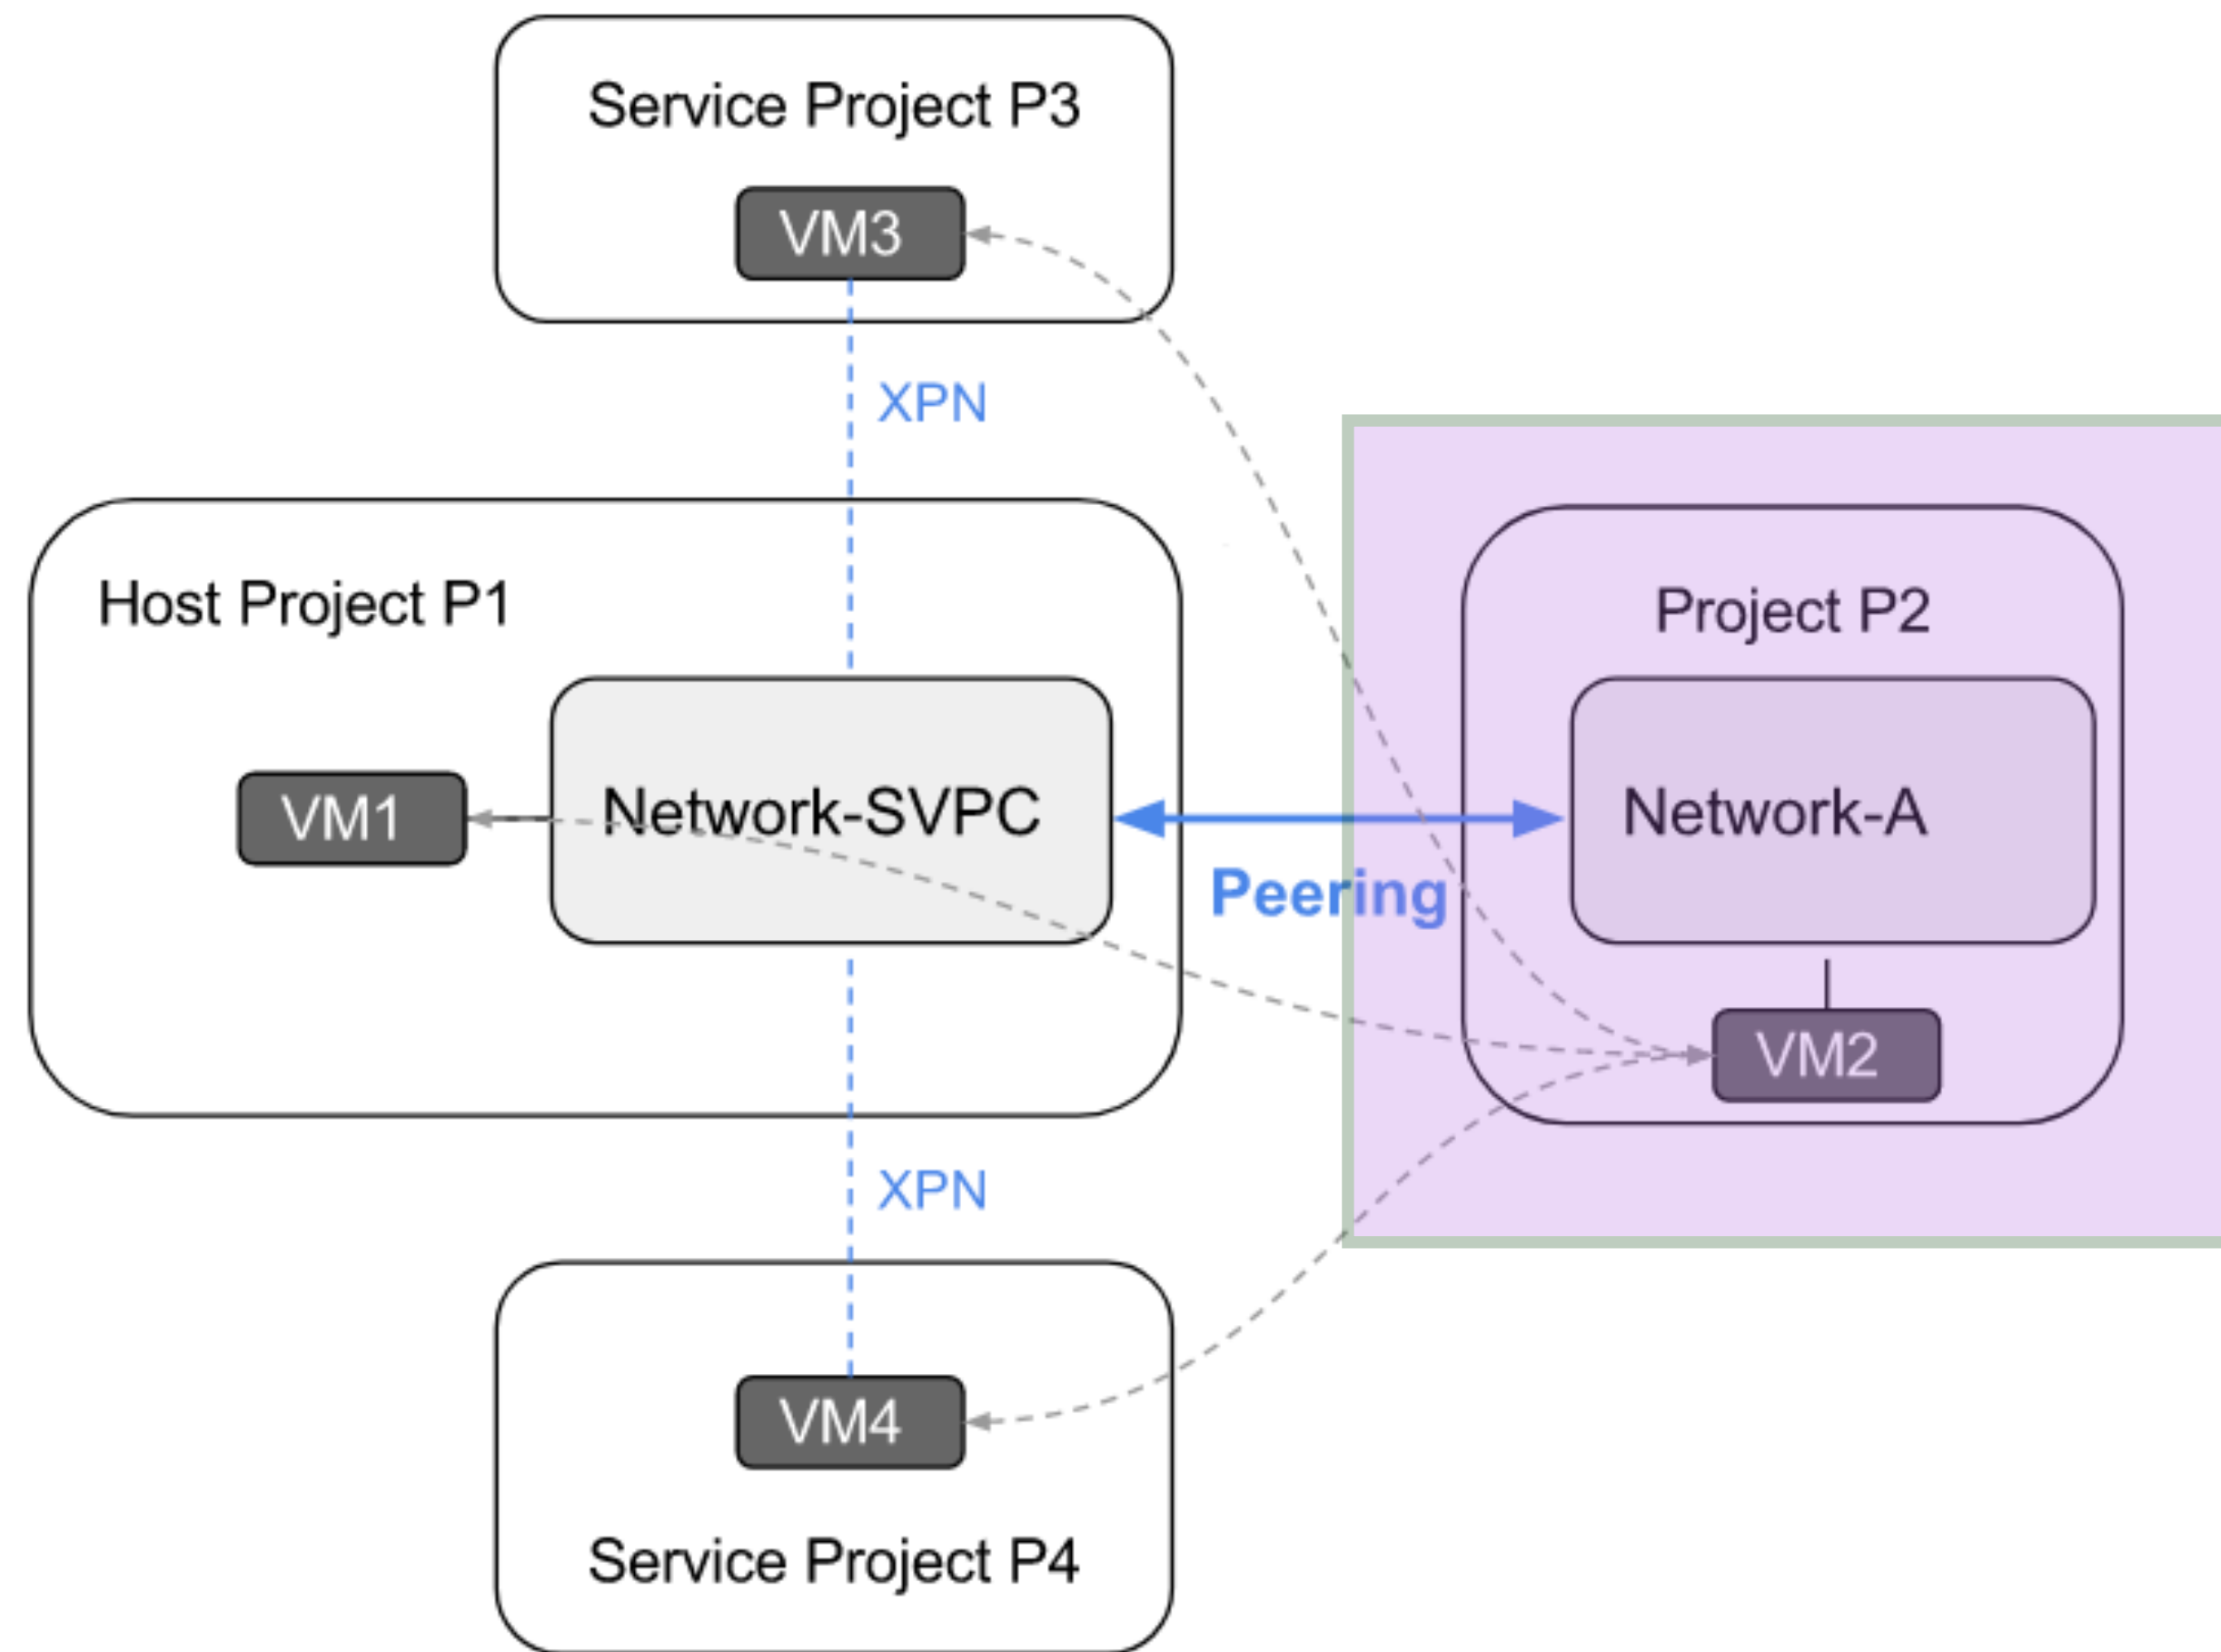 Service Project P3
VM3
XPN
Host Project P1
Project P2
VM1
Network-SVPC
Network-A
Peering
VM2
XPN
VM4
Service Project P4